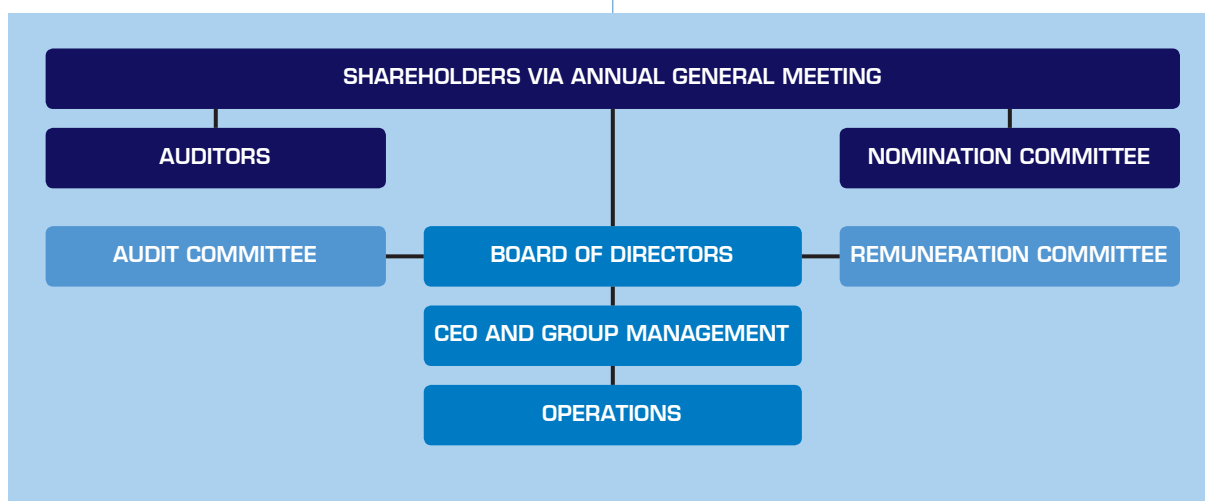 SHAREHOLDERS VIA ANNUAL GENERAL MEETING
AUDITORS
NOMINATION COMMITTEE
AUDIT COMMITTEE
BOARD OF DIRECTORS
REMUNERATION COMMITTEE
CEO AND GROUP MANAGEMENT
OPERATIONS